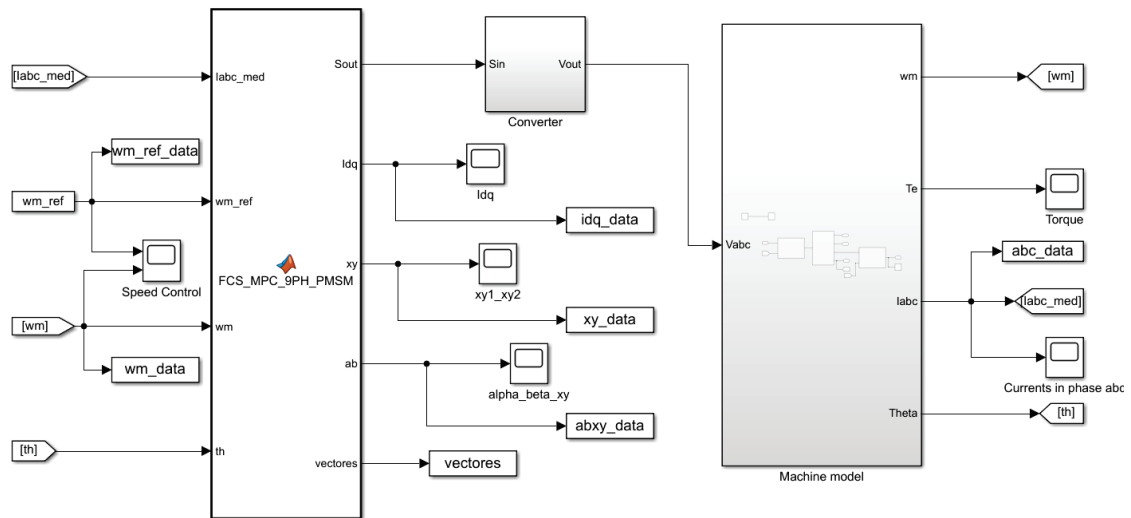 [Iabc_med]
wm_ref_data
wm_ref
Speed Control
[wm]
wm_data
[th]
Iabc_med
wm_ref
wm
th
FCS_MPC_9PH_PMSM
Sout
Idq
xy
ab
vectores
Sin
Vout
Converter
Idq
idq_data
xy1_xy2
xy_data
alpha_beta_xy
abxy_data
vectores
Vabc
wm
Te
Iabc
Theta
Machine model
[wm]
Torque
abc_data
[Iabc_med]
Currents in phase abc
[th]